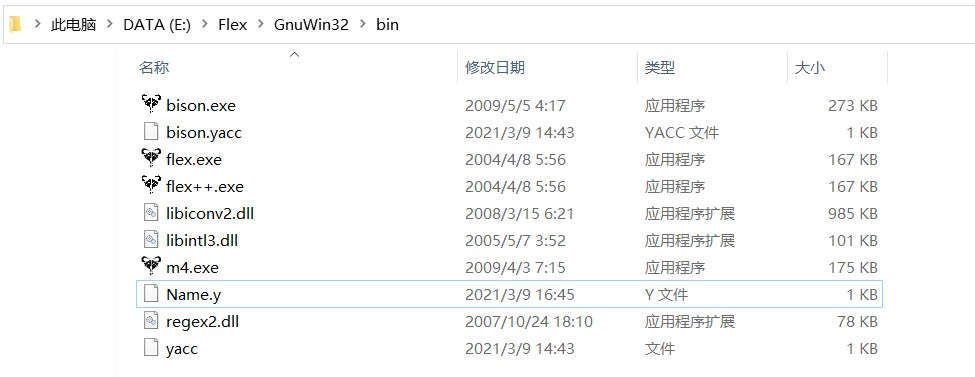 此电脑 > DATA (E:) > Flex > GnuWin32 > bin
名称 修改日期 类型 大小
bison.exe 2009/5/5 4:17 应用程序 273 KB
bison.yacc 2021/3/9 14:43 YACC 文件 1 KB
flex.exe 2004/4/8 5:56 应用程序 167 KB
flex++.exe 2004/4/8 5:56 应用程序 167 KB
libiconv2.dll 2008/3/15 6:21 应用程序扩展 985 KB
libintl3.dll 2005/5/7 3:52 应用程序扩展 101 KB
m4.exe 2009/4/3 7:15 应用程序 175 KB
Name.y 2021/3/9 16:45 Y 文件 1 KB
regex2.dll 2007/10/24 18:10 应用程序扩展 78 KB
yacc 2021/3/9 14:43 文件 1 KB